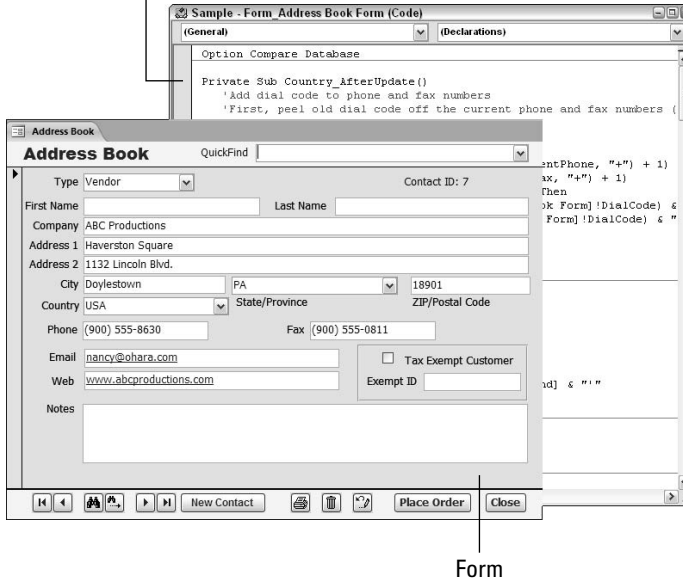 Sample - Form_Address Book Form (Code)
(General) (Declarations)
Option Compare Database
Private Sub Country_AfterUpdate()
'Add dial code to phone and fax numbers
'First, peel old dial code off the current phone and fax numbers (
entPhone, "+") + 1)
ax, "+") + 1)
Then
ok Form]!DialCode) &
Form]!DialCode) & "
nd] & "'"
Address Book
Address Book QuickFind
Type Vendor Contact ID: 7
First Name Last Name
Company ABC Productions
Address 1 Haverston Square
Address 2 1132 Lincoln Blvd.
City Doylestown PA 18901
Country USA State/Province ZIP/Postal Code
Phone (900) 555-8630 Fax (900) 555-0811
Email nancy@ohara.com Tax Exempt Customer
Web www.abcproductions.com Exempt ID
Notes
New Contact Place Order Close
Form